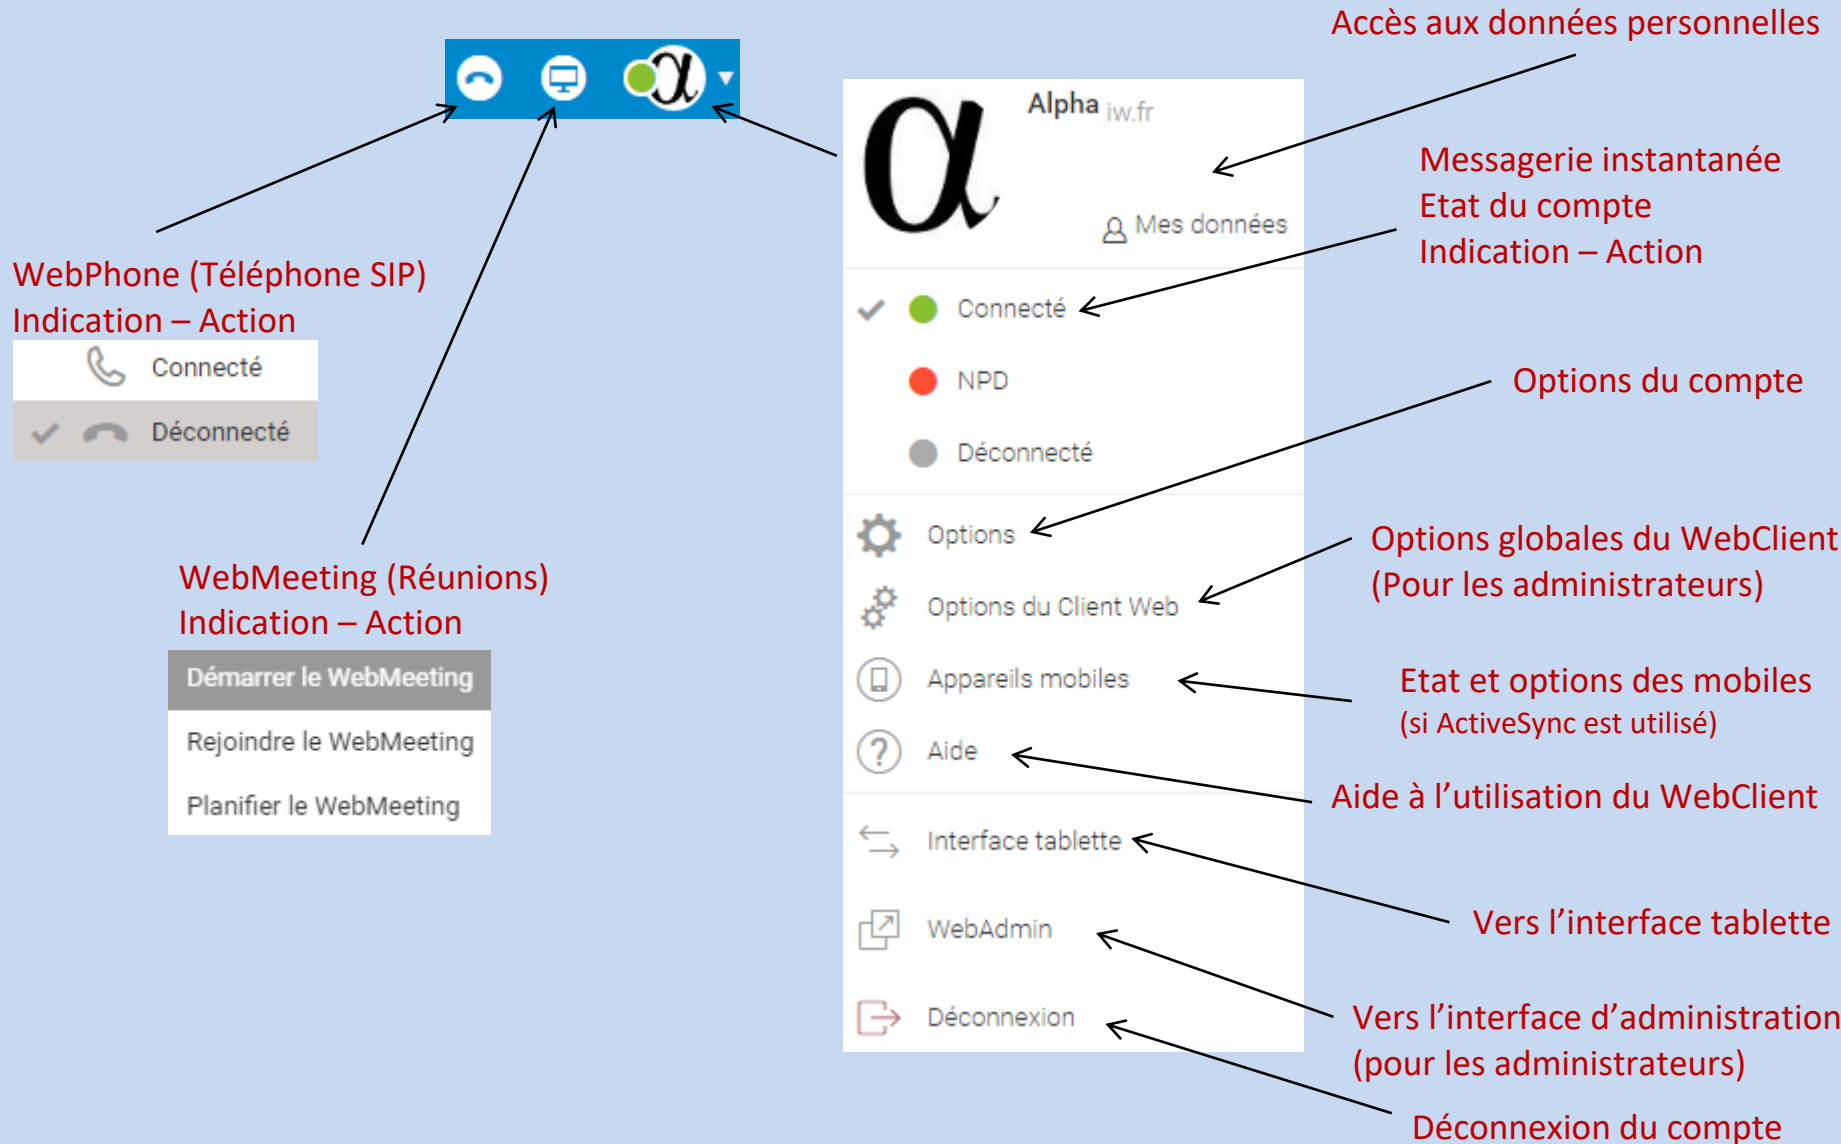 Accès aux données personnelles
α
Alpha iw.fr
Messagerie instantanée
Etat du compte
Indication – Action
α
Mes données
WebPhone (Téléphone SIP)
Indication – Action
Connecté
Déconnecté
Connecté
NPD
Déconnecté
Options du compte
WebMeeting (Réunions)
Indication – Action
Démarrer le WebMeeting
Rejoindre le WebMeeting
Planifier le WebMeeting
Options
Options globales du WebClient
(Pour les administrateurs)
Options du Client Web
Appareils mobiles
Etat et options des mobiles
(si ActiveSync est utilisé)
Aide
Aide à l’utilisation du WebClient
Interface tablette
Vers l’interface tablette
WebAdmin
Vers l’interface d’administration
(pour les administrateurs)
Déconnexion
Déconnexion du compte